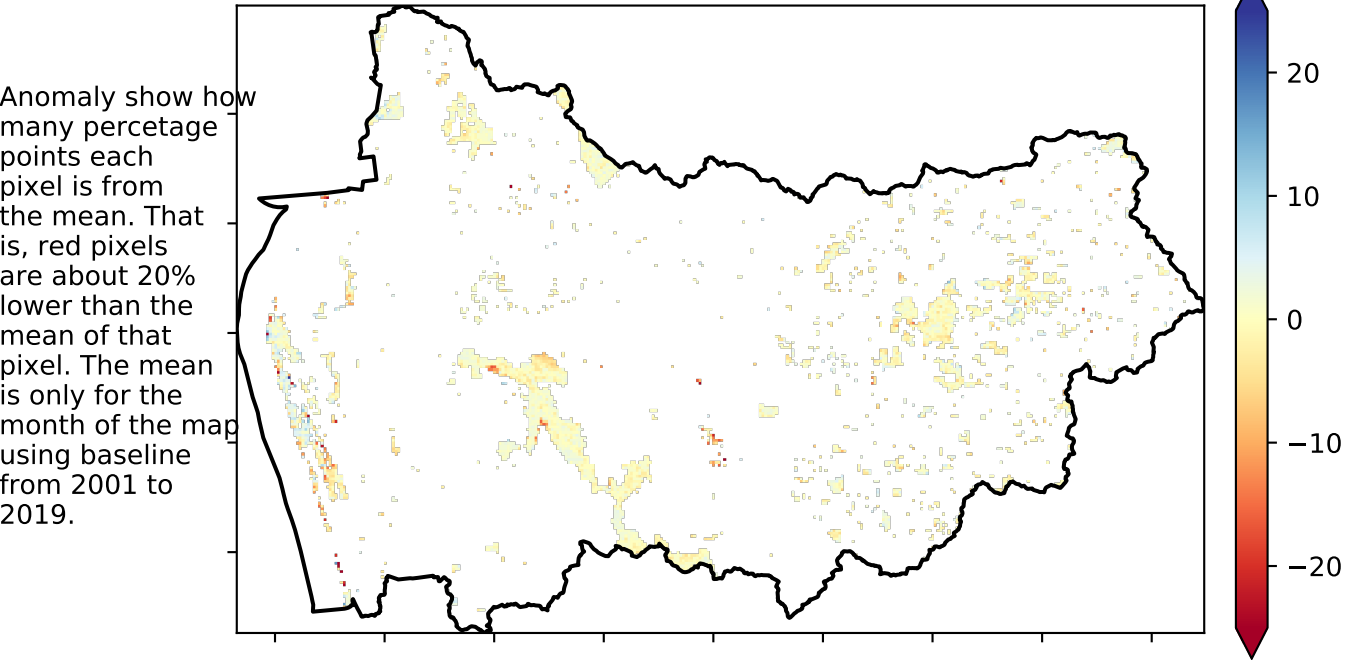 Anomaly show how
many percetage
points each
pixel is from
the mean. That
is, red pixels
are about 20%
lower than the
mean of that
pixel. The mean
is only for the
month of the map
using baseline
from 2001 to
2019.
20
10
0
−10
−20